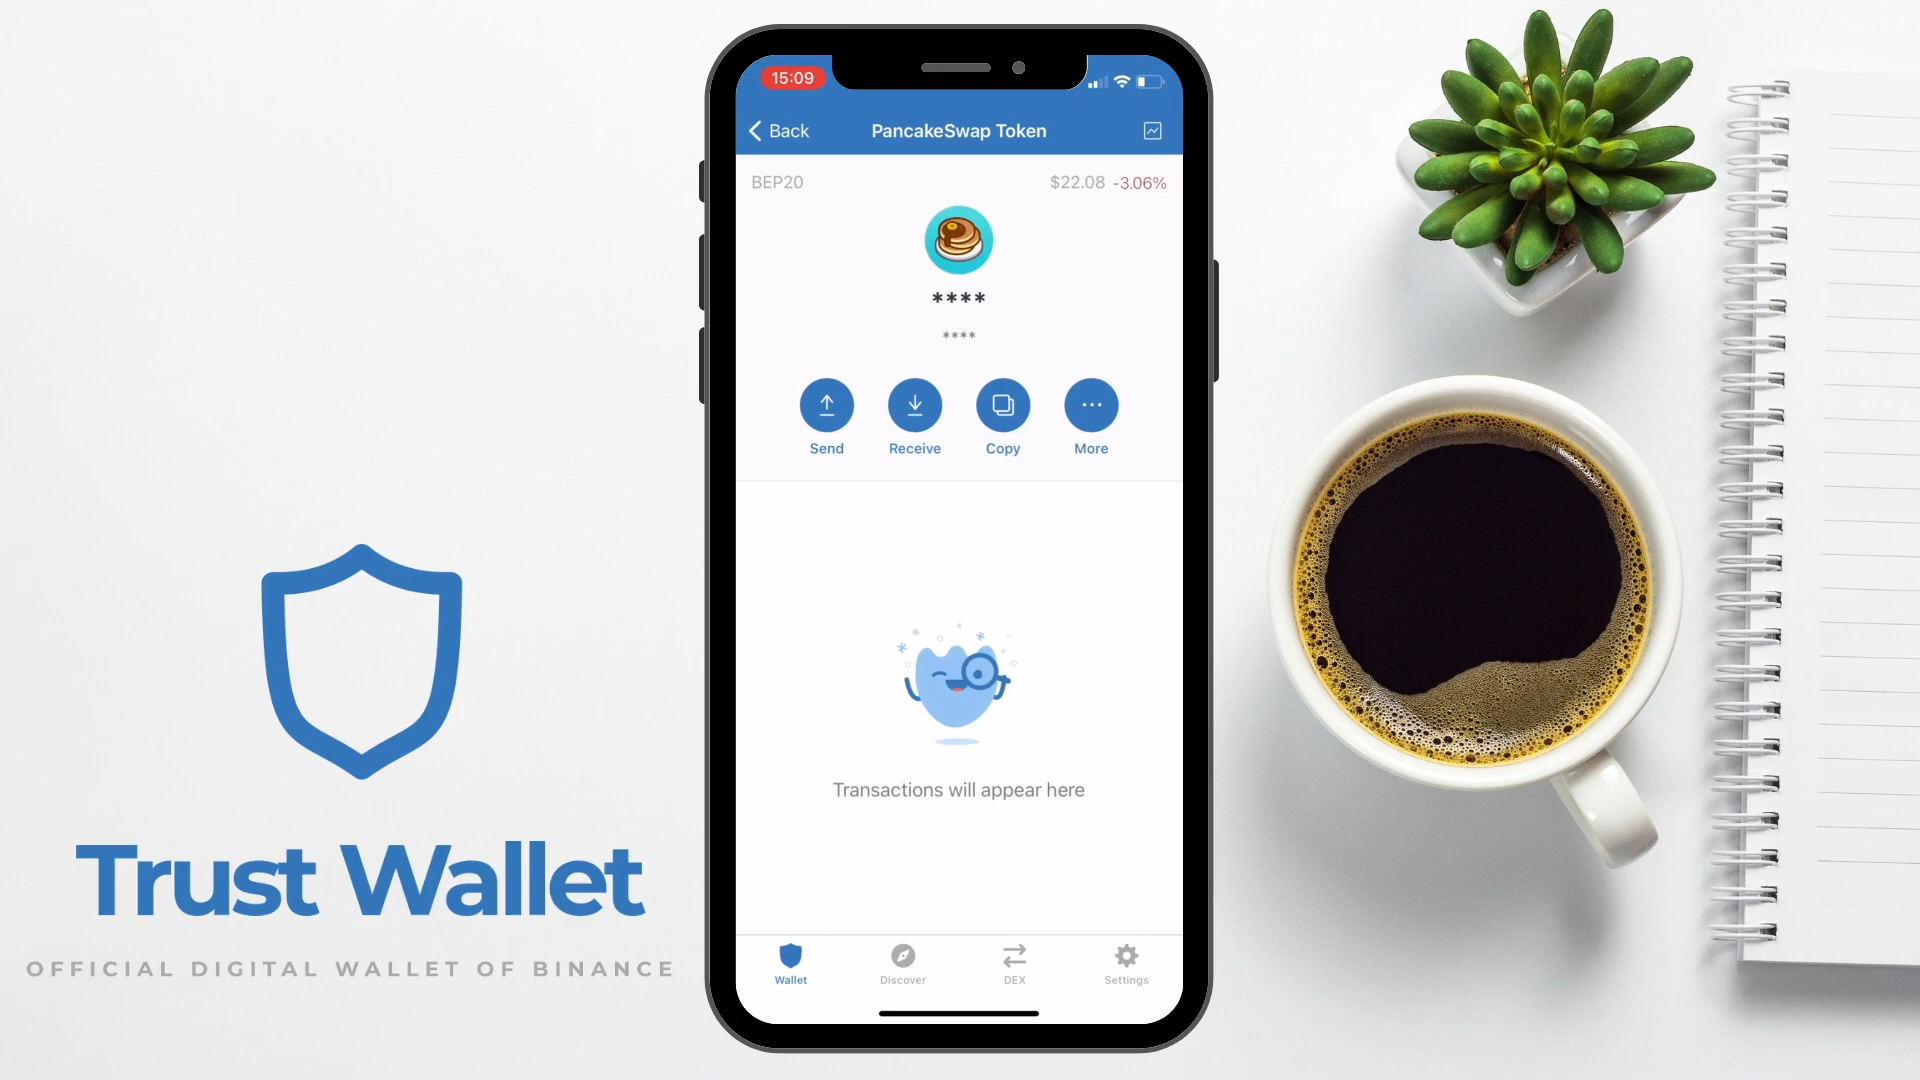 15:09
Back
PancakeSwap Token
BEP20
$22.08 -3.06%
****
****
Send
Receive
Copy
More
Transactions will appear here
Wallet
Discover
DEX
Settings
Trust Wallet
OFFICIAL DIGITAL WALLET OF BINANCE